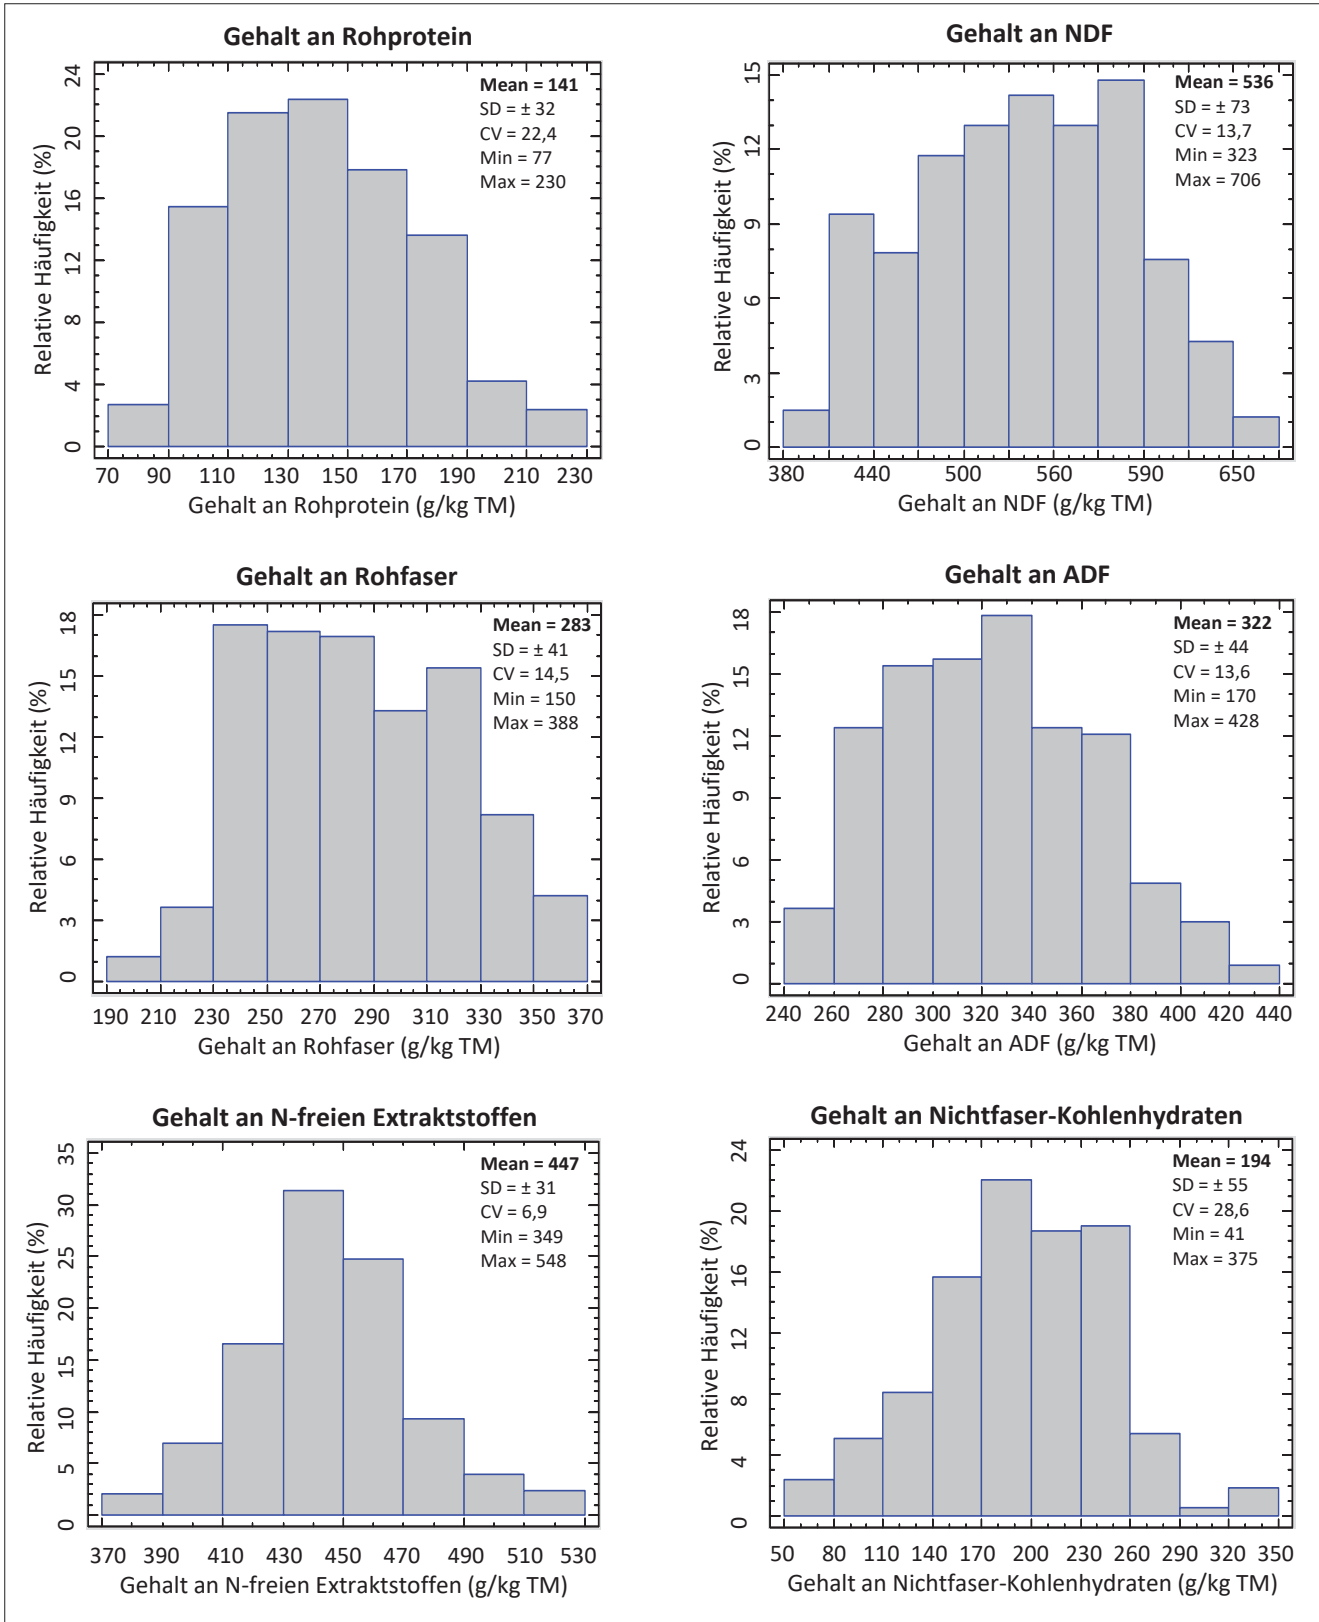 Gehalt an Rohprotein
Relative Häufigkeit (%)
24
20
16
12
8
4
0
Mean = 141
SD = ± 32
CV = 22,4
Min = 77
Max = 230
70 90 110 130 150 170 190 210 230
Gehalt an Rohprotein (g/kg TM)
Gehalt an NDF
Relative Häufigkeit (%)
15
12
9
6
3
0
Mean = 536
SD = ± 73
CV = 13,7
Min = 323
Max = 706
380 440 500 560 590 650
Gehalt an NDF (g/kg TM)
Gehalt an Rohfaser
Relative Häufigkeit (%)
18
15
12
9
6
3
0
Mean = 283
SD = ± 41
CV = 14,5
Min = 150
Max = 388
190 210 230 250 270 290 310 330 350 370
Gehalt an Rohfaser (g/kg TM)
Gehalt an ADF
Relative Häufigkeit (%)
18
15
12
9
6
3
0
Mean = 322
SD = ± 44
CV = 13,6
Min = 170
Max = 428
240 260 280 300 320 340 360 380 400 420 440
Gehalt an ADF (g/kg TM)
Gehalt an N-freien Extraktstoffen
Relative Häufigkeit (%)
35
30
25
20
15
10
5
0
Mean = 447
SD = ± 31
CV = 6,9
Min = 349
Max = 548
370 390 410 430 450 470 490 510 530
Gehalt an N-freien Extraktstoffen (g/kg TM)
Gehalt an Nichtfaser-Kohlenhydraten
Relative Häufigkeit (%)
24
20
16
12
8
4
0
Mean = 194
SD = ± 55
CV = 28,6
Min = 41
Max = 375
50 80 110 140 170 200 230 260 290 320 350
Gehalt an Nichtfaser-Kohlenhydraten (g/kg TM)